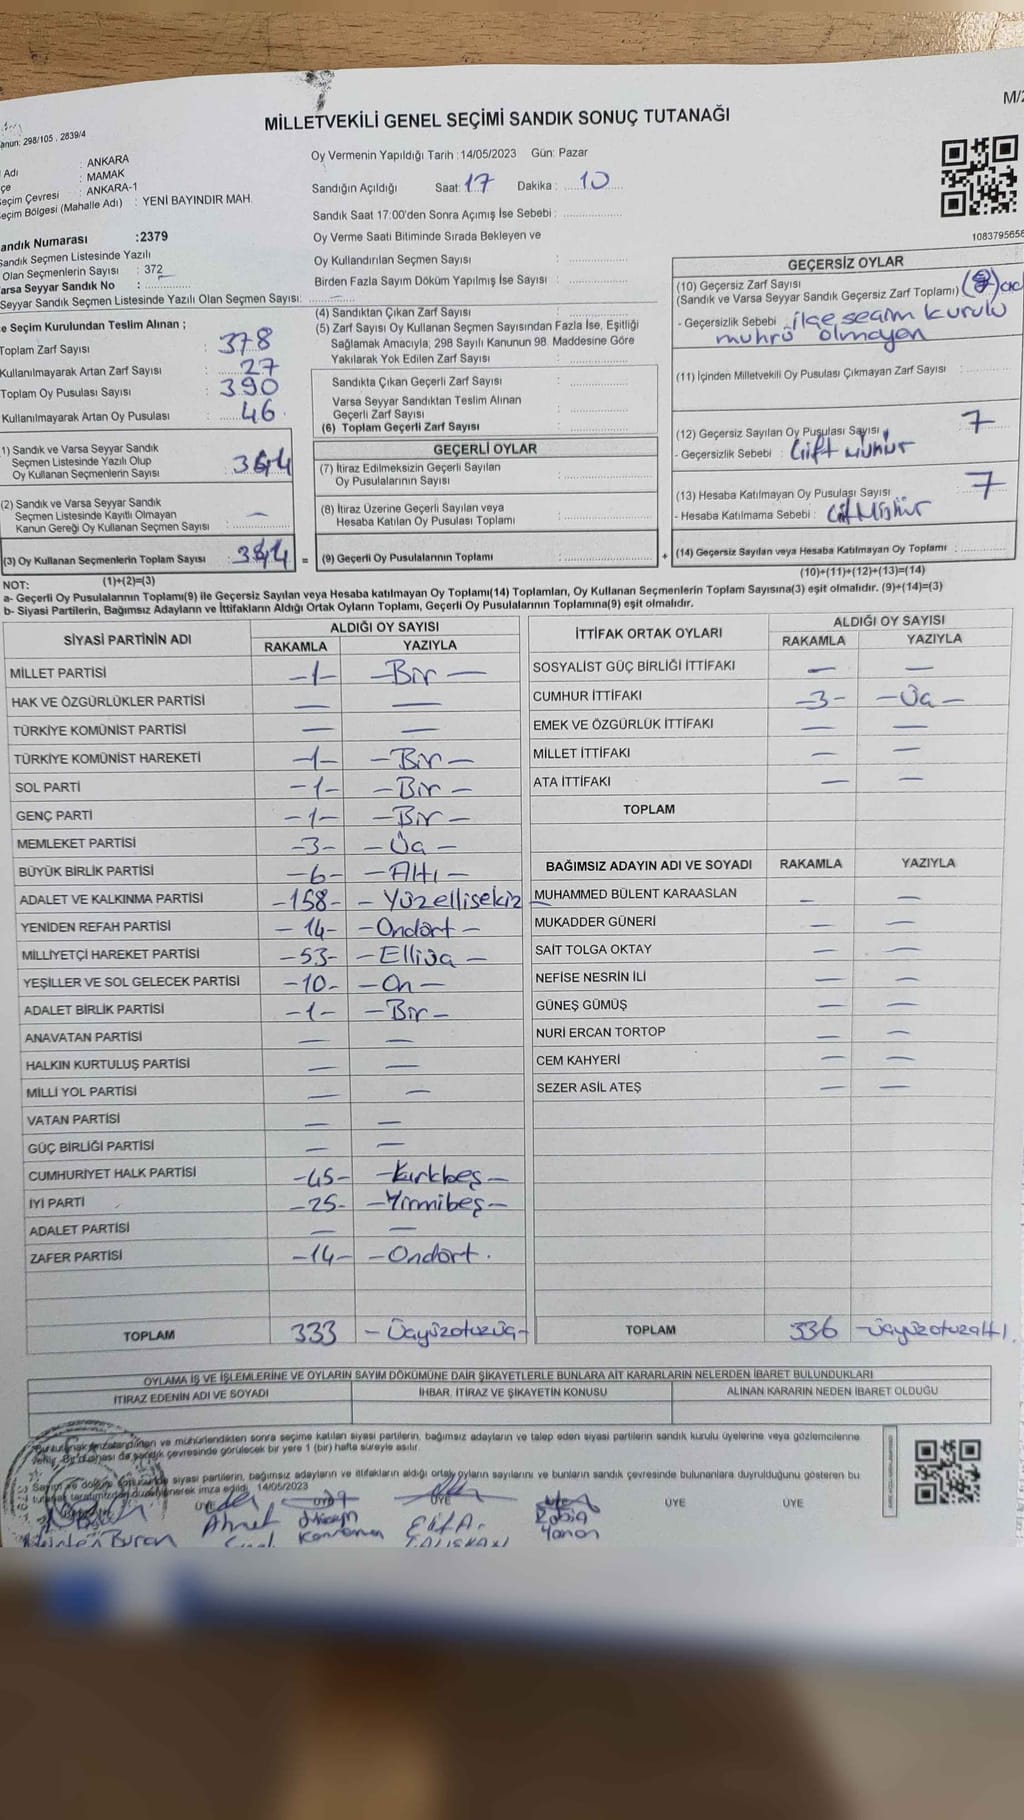 M/2
MİLLETVEKİLİ GENEL SEÇİMİ SANDIK SONUÇ TUTANAĞI
anun: 298/105 , 2839/4
Adı : ANKARA
çe : MAMAK
eçim Çevresi : ANKARA-1
eçim Bölgesi (Mahalle Adı) : YENİ BAYINDIR MAH.
andık Numarası :2379
Sandık Seçmen Listesinde Yazılı
Olan Seçmenlerin Sayısı : 372
Varsa Seyyar Sandık No :
Seyyar Sandık Seçmen Listesinde Yazılı Olan Seçmen Sayısı:
Oy Vermenin Yapıldığı Tarih :14/05/2023 Gün: Pazar
Sandığın Açıldığı Saat: 17 Dakika : 10
Sandık Saat 17:00'den Sonra Açımış İse Sebebi :
Oy Verme Saati Bitiminde Sırada Bekleyen ve
Oy Kullandırılan Seçmen Sayısı :
Birden Fazla Sayım Döküm Yapılmış İse Sayısı :
1083795656
e Seçim Kurulundan Teslim Alınan ;
Toplam Zarf Sayısı : 378
Kullanılmayarak Artan Zarf Sayısı : 27
Toplam Oy Pusulası Sayısı : 390
Kullanılmayarak Artan Oy Pusulası : 46
1) Sandık ve Varsa Seyyar Sandık
Seçmen Listesinde Yazılı Olup
Oy Kullanan Seçmenlerin Sayısı :
(2) Sandık ve Varsa Seyyar Sandık
Seçmen Listesinde Kayıtlı Olmayan
Kanun Gereği Oy Kullanan Seçmen Sayısı : —
(3) Oy Kullanan Seçmenlerin Toplam Sayısı :
(1)+(2)=(3)
(4) Sandıktan Çıkan Zarf Sayısı :
(5) Zarf Sayısı Oy Kullanan Seçmen Sayısından Fazla İse, Eşitliği
Sağlamak Amacıyla; 298 Sayılı Kanunun 98. Maddesine Göre
Yakılarak Yok Edilen Zarf Sayısı :
Sandıkta Çıkan Geçerli Zarf Sayısı :
Varsa Seyyar Sandıktan Teslim Alınan
Geçerli Zarf Sayısı :
(6) Toplam Geçerli Zarf Sayısı :
GEÇERLİ OYLAR
(7) İtiraz Edilmeksizin Geçerli Sayılan
Oy Pusulalarının Sayısı :
(8) İtiraz Üzerine Geçerli Sayılan veya
Hesaba Katılan Oy Pusulası Toplamı :
= (9) Geçerli Oy Pusulalarının Toplamı :
GEÇERSİZ OYLAR
(10) Geçersiz Zarf Sayısı
(Sandık ve Varsa Seyyar Sandık Geçersiz Zarf Toplamı)
- Geçersizlik Sebebi : ilçe seçim kurulu
muhrü olmayan
(11) İçinden Milletvekili Oy Pusulası Çıkmayan Zarf Sayısı :
(12) Geçersiz Sayılan Oy Pusulası Sayısı : 7
- Geçersizlik Sebebi : Çift mühür
(13) Hesaba Katılmayan Oy Pusulası Sayısı : 7
- Hesaba Katılmama Sebebi :
+ (14) Geçersiz Sayılan veya Hesaba Katılmayan Oy Toplamı :
(10)+(11)+(12)+(13)=(14)
NOT:
a- Geçerli Oy Pusulalarının Toplamı(9) ile Geçersiz Sayılan veya Hesaba katılmayan Oy Toplamı(14) Toplamları, Oy Kullanan Seçmenlerin Toplam Sayısına(3) eşit olmalıdır. (9)+(14)=(3)
b- Siyasi Partilerin, Bağımsız Adayların ve İttifakların Aldığı Ortak Oyların Toplamı, Geçerli Oy Pusulalarının Toplamına(9) eşit olmalıdır.
SİYASİ PARTİNİN ADI ALDIĞI OY SAYISI
RAKAMLA YAZIYLA
MİLLET PARTİSİ -1- -Bir-
HAK VE ÖZGÜRLÜKLER PARTİSİ — —
TÜRKİYE KOMÜNİST PARTİSİ — —
TÜRKİYE KOMÜNİST HAREKETİ -1- -Bir-
SOL PARTİ -1- -Bir-
GENÇ PARTİ -1- -Bir-
MEMLEKET PARTİSİ -3- -Üç-
BÜYÜK BİRLİK PARTİSİ -6- -Altı-
ADALET VE KALKINMA PARTİSİ -158- -Yüzellisekiz-
YENİDEN REFAH PARTİSİ -14- -Ondört-
MİLLİYETÇİ HAREKET PARTİSİ -53- -Elliüç-
YEŞİLLER VE SOL GELECEK PARTİSİ -10- -On-
ADALET BİRLİK PARTİSİ -1- -Bir-
ANAVATAN PARTİSİ — —
HALKIN KURTULUŞ PARTİSİ — —
MİLLİ YOL PARTİSİ — —
VATAN PARTİSİ — —
GÜÇ BİRLİĞİ PARTİSİ — —
CUMHURİYET HALK PARTİSİ -45- -Kırkbeş-
İYİ PARTİ -25- -Yirmibeş-
ADALET PARTİSİ — —
ZAFER PARTİSİ -14- -Ondört.
TOPLAM 333 -Üçyüzotuzüç-
İTTİFAK ORTAK OYLARI ALDIĞI OY SAYISI
RAKAMLA YAZIYLA
SOSYALİST GÜÇ BİRLİĞİ İTTİFAKI — —
CUMHUR İTTİFAKI -3- -Üç-
EMEK VE ÖZGÜRLÜK İTTİFAKI — —
MİLLET İTTİFAKI — —
ATA İTTİFAKI — —
TOPLAM
BAĞIMSIZ ADAYIN ADI VE SOYADI RAKAMLA YAZIYLA
MUHAMMED BÜLENT KARAASLAN — —
MUKADDER GÜNERİ — —
SAİT TOLGA OKTAY — —
NEFİSE NESRİN İLİ — —
GÜNEŞ GÜMÜŞ — —
NURİ ERCAN TORTOP —
CEM KAHYERİ — —
SEZER ASİL ATEŞ — —
TOPLAM 336 -üçyüzotuzaltı.
OYLAMA İŞ VE İŞLEMLERİNE VE OYLARIN SAYIM DÖKÜMÜNE DAİR ŞİKAYETLERLE BUNLARA AİT KARARLARIN NELERDEN İBARET BULUNDUKLARI
İTİRAZ EDENİN ADI VE SOYADI İHBAR, İTİRAZ VE ŞİKAYETİN KONUSU ALINAN KARARIN NEDEN İBARET OLDUĞU
imzalandıktan ve mühürlendikten sonra seçime katılan siyasi partilerin, bağımsız adayların ve talep eden siyasi partilerin sandık kurulu üyelerine veya gözlemcilerine
da sandık çevresinde görülecek bir yere 1 (bir) hafta süreyle asılır.
siyasi partilerin, bağımsız adayların ve ittifakların aldığı ortak oyların sayılarını ve bunların sandık çevresinde bulunanlara duyrulduğunu gösteren bu
imza edildi. 14/05/2023
ÜYE ÜYE ÜYE ÜYE ÜYE ÜYE
Ahmet Elif A. Rabia